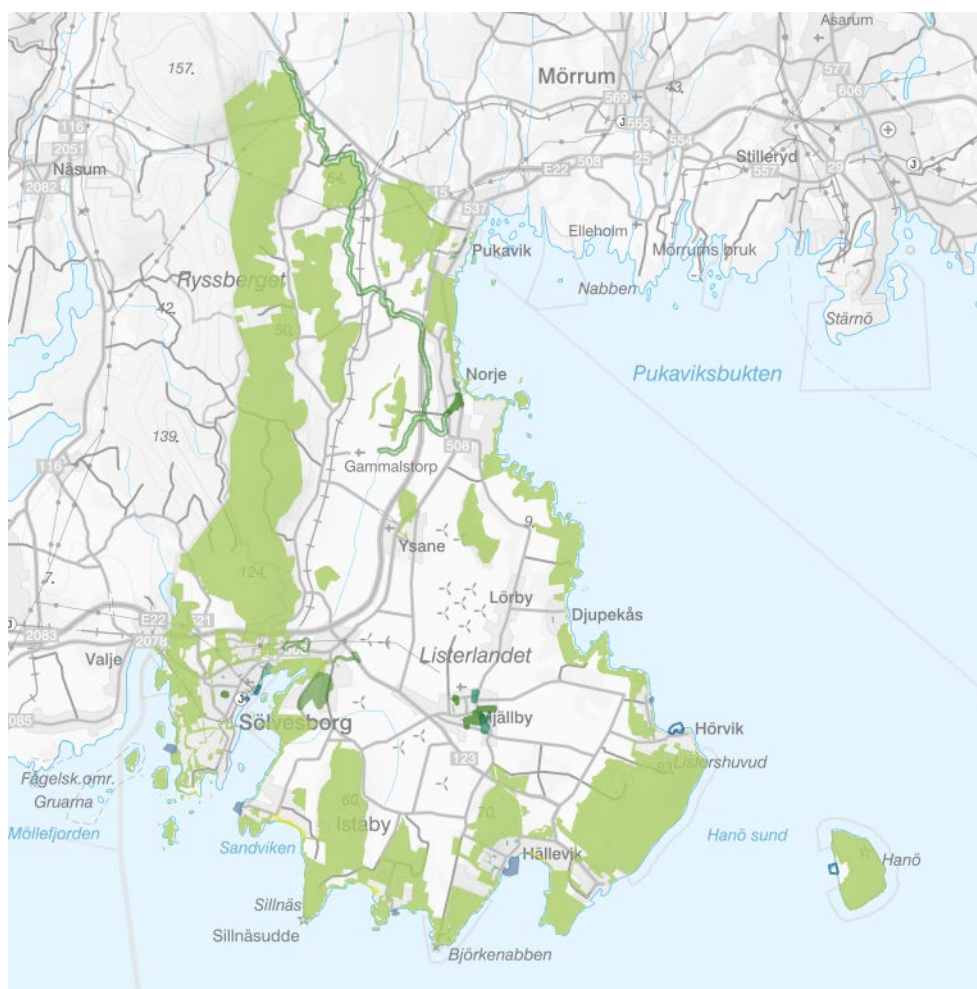 Asarum
157.
Mörrum
577
116
43.
606
569
J
555
2051
554
Näsum
508
Stilleryd
E22
25
J
557
29
2082
64.
15
537
Elleholm
Pukavik
Mörrums bruk
Ryssberget
Nabben
42.
Stärnö
50.
Norje
Pukaviksbukten
139.
508
116
Gammalstorp
9.
Ysane
124.
7.
Lörby
Djupekås
E22
521
J
2083
2078
Valje
Listerlandet
J
Mjällby
2085
Sölvesborg
Hörvik
123
Listershuvud
83.
Fågelsk.omr.
60.
70.
Gruarna
Istaby
Möllefjorden
Hanö sund
Sandviken
Hällevik
Hanö
Sillnäs
Sillnäsudde
Björkenabben